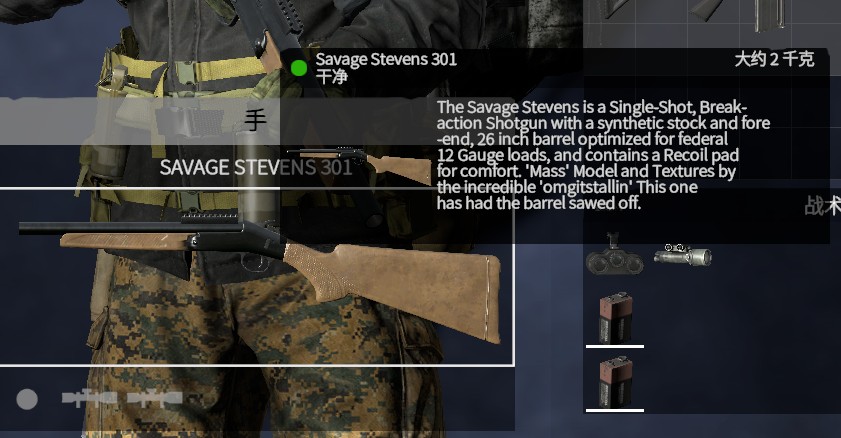 Savage Stevens 301
大约 2 千克
干净
The Savage Stevens is a Single-Shot, Break-
action Shotgun with a synthetic stock and fore
-end, 26 inch barrel optimized for federal
12 Gauge loads, and contains a Recoil pad
for comfort. 'Mass' Model and Textures by
the incredible 'omgitstallin' This one
has had the barrel sawed off.
手
SAVAGE STEVENS 301
战术